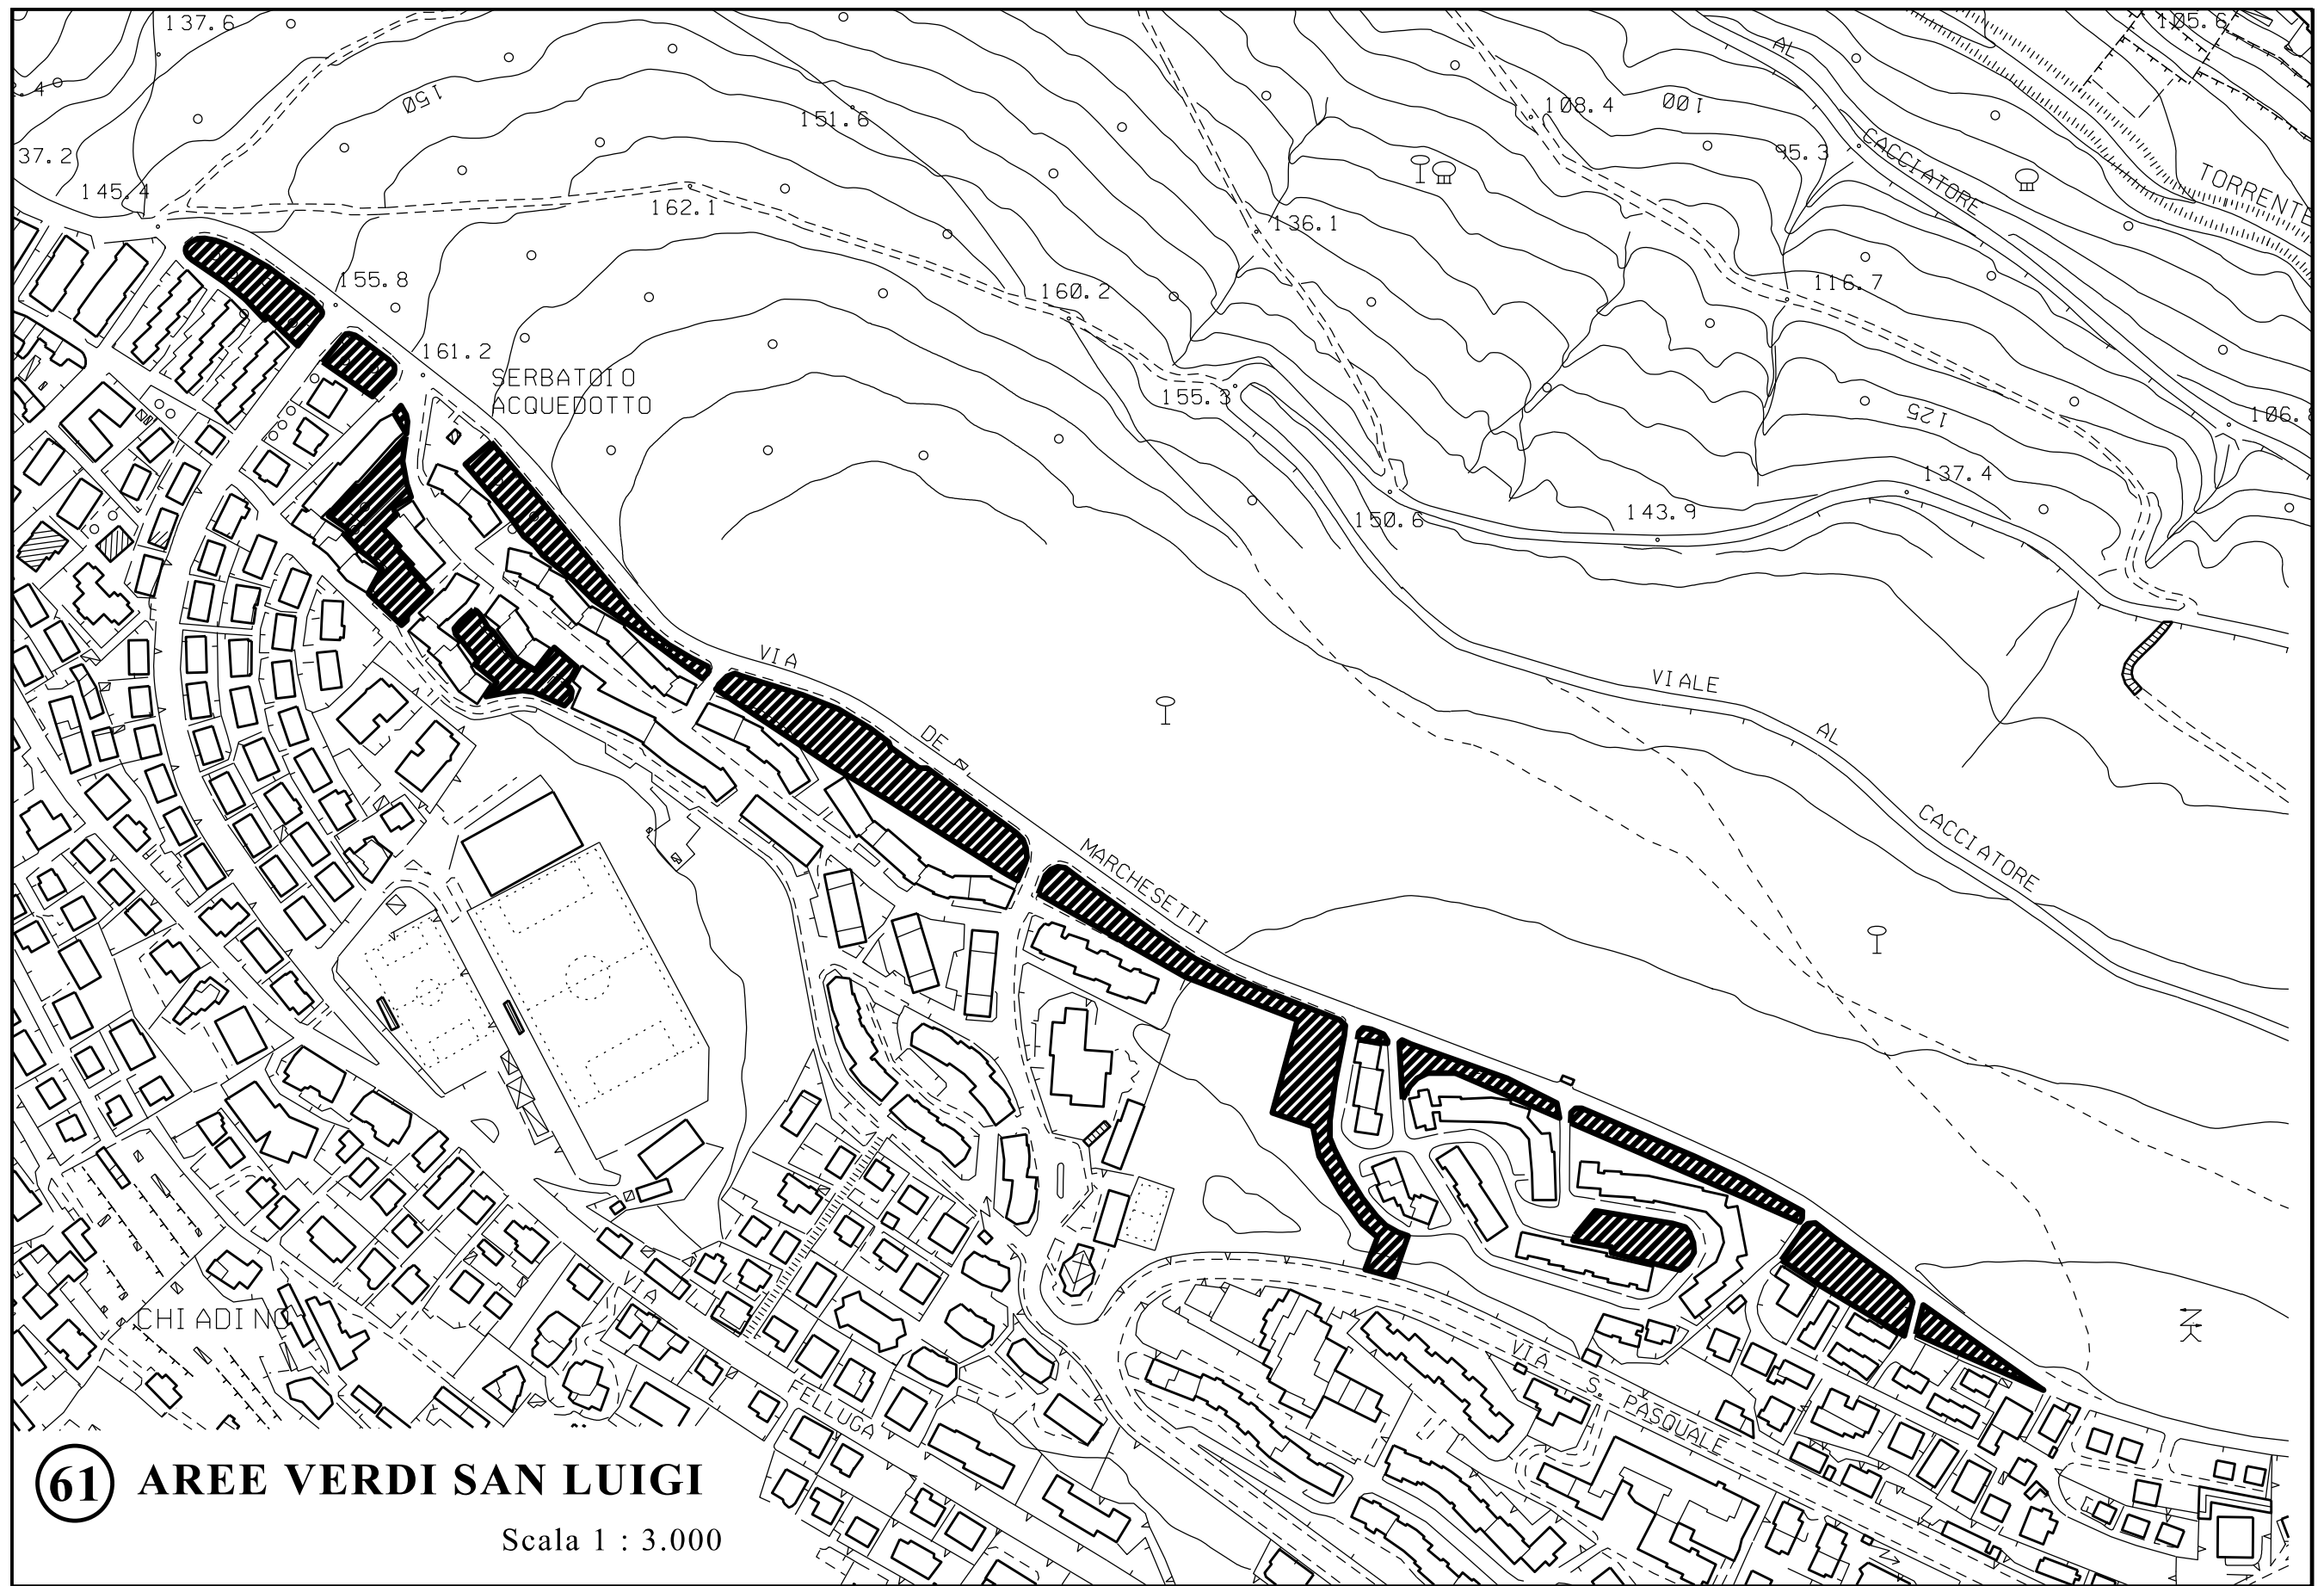 137.6
105.6
AL
150
108.4
100
151.6
95.3
CACCIATORE
37.2
TORRENTE
145.4
162.1
136.1
155.8
160.2
116.7
161.2
SERBATOIO
ACQUEDOTTO
155.3
125
106.8
137.4
150.6
143.9
VIA
VIALE
DE
AL
MARCHESETTI
CACCIATORE
VIA
CHIADINO
VIA
FELLUGA
S. PASQUALE
61 AREE VERDI SAN LUIGI
Scala 1 : 3.000